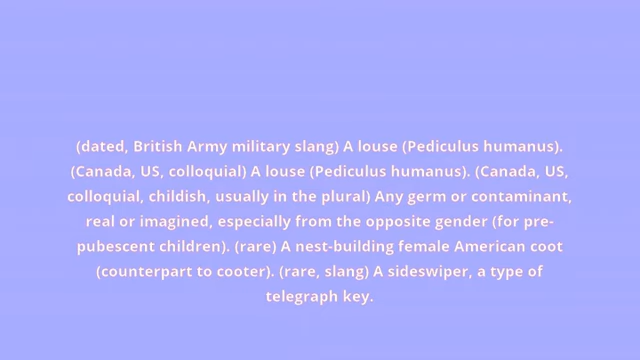 (dated, British Army military slang) A louse (Pediculus humanus).
(Canada, US, colloquial) A louse (Pediculus humanus). (Canada, US,
colloquial, childish, usually in the plural) Any germ or contaminant,
real or imagined, especially from the opposite gender (for pre-
pubescent children). (rare) A nest-building female American coot
(counterpart to cooter). (rare, slang) A sideswiper, a type of
telegraph key.